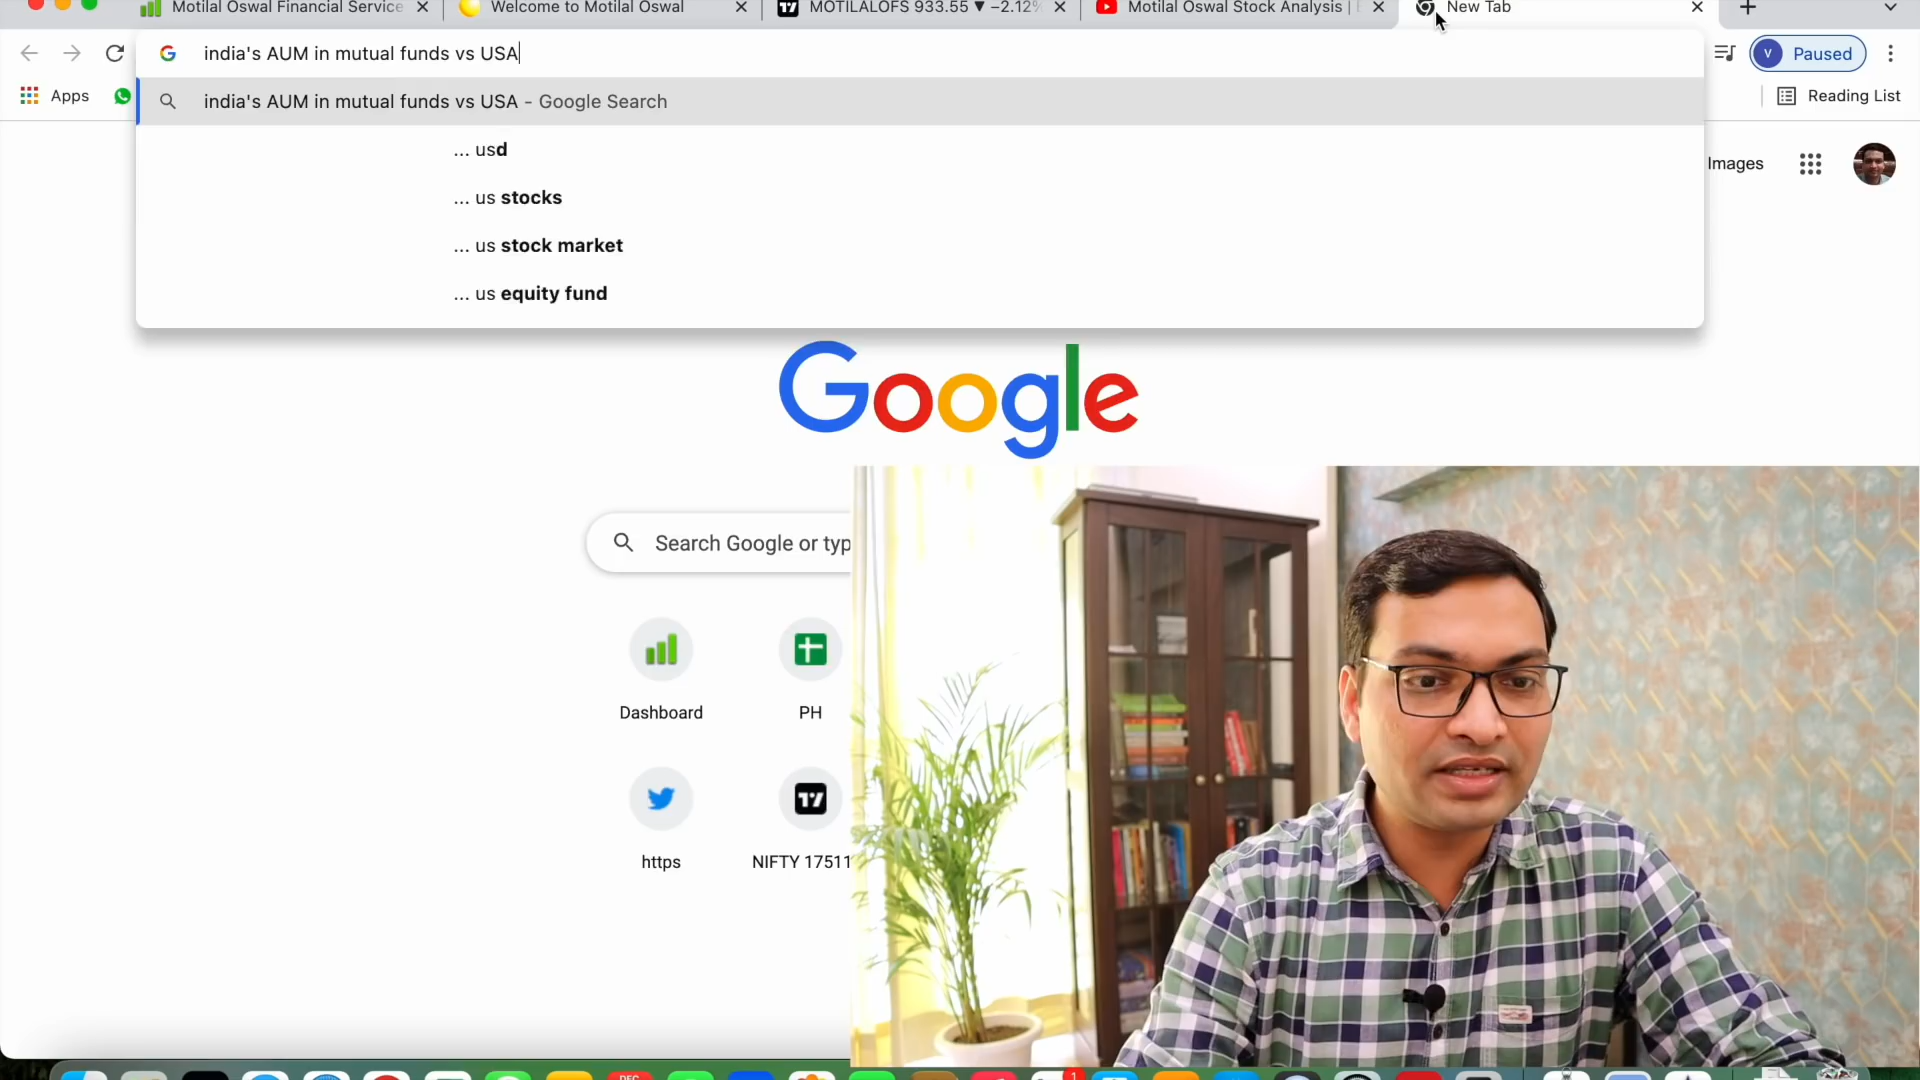 Motilal Oswal Financial Service
Welcome to Motilal Oswal
MOTILALOFS 933.55 ▼ −2.12%
Motilal Oswal Stock Analysis |
New Tab
india's AUM in mutual funds vs USA
Paused
Apps
india's AUM in mutual funds vs USA - Google Search
Reading List
... usd
... us stocks
... us stock market
... us equity fund
Images
Google
Search Google or typ
Dashboard
PH
https
NIFTY 17511
DEC
1